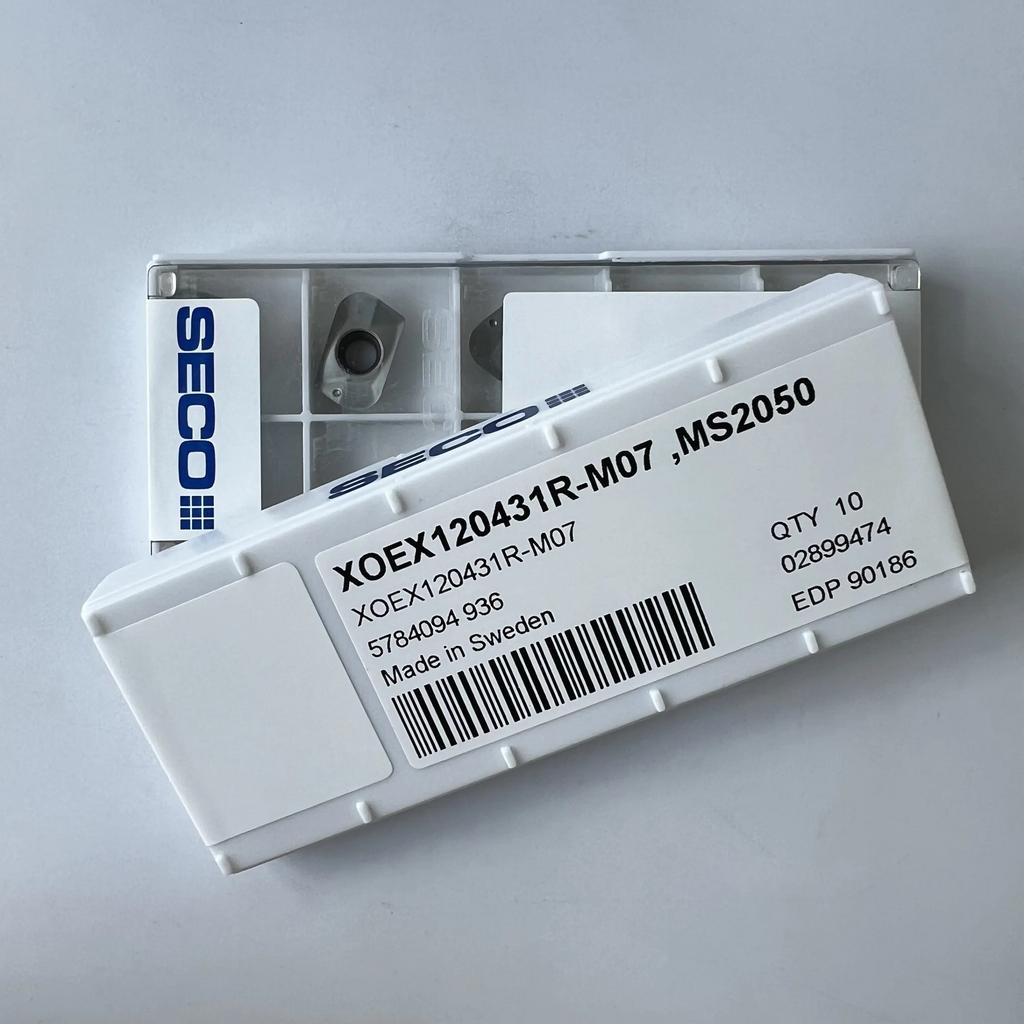 SECO
SECO
XOEX120431R-M07 ,MS2050
XOEX120431R-M07
5784094 936
Made in Sweden
QTY 10
02899474
EDP 90186